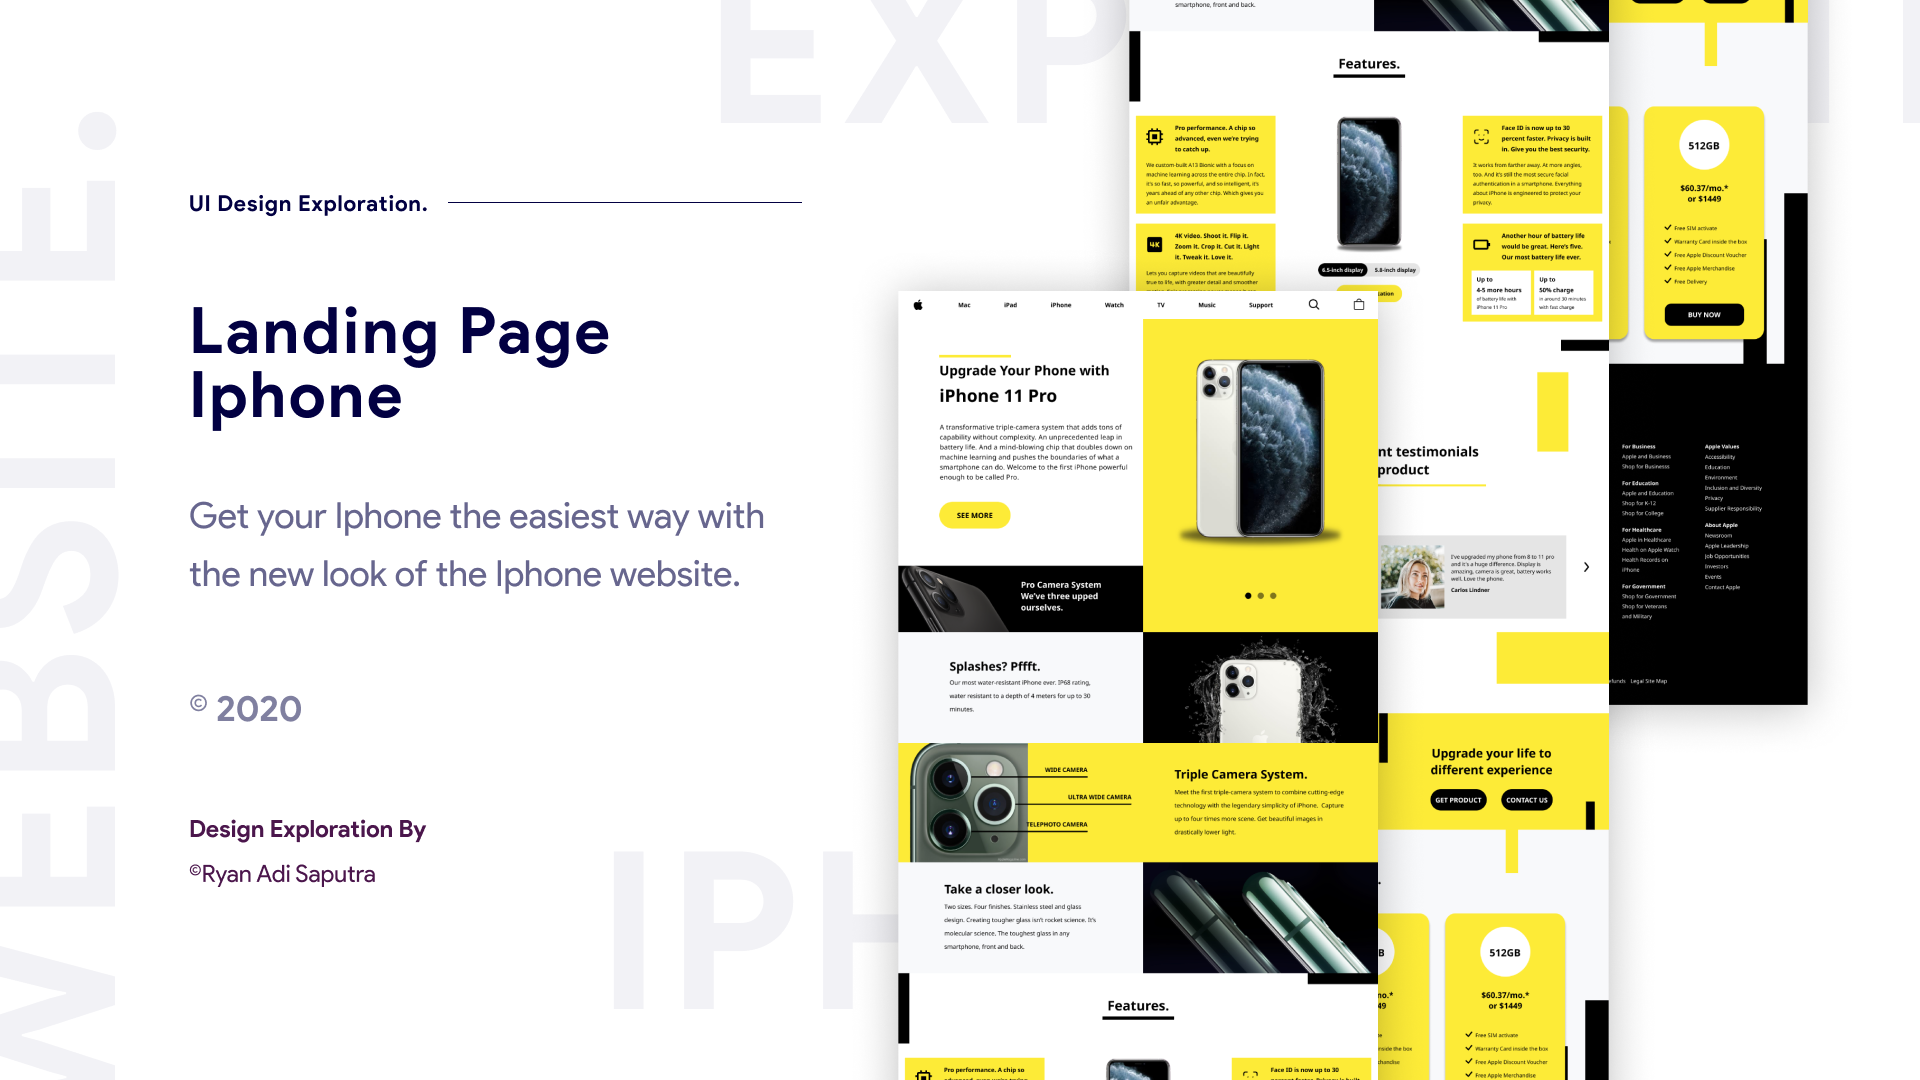 EXP
WEBSITE.
IPH
UI Design Exploration.
Landing Page
Iphone
Get your Iphone the easiest way with
the new look of the Iphone website.
© 2020
Design Exploration By
©Ryan Adi Saputra
Mac iPad iPhone Watch TV Music Support
Upgrade Your Phone with
iPhone 11 Pro
A transformative triple-camera system that adds tons of
capability without complexity. An unprecedented leap in
battery life. And a mind-blowing chip that doubles down on
machine learning and pushes the boundaries of what a
smartphone can do. Welcome to the first iPhone powerful
enough to be called Pro.
SEE MORE
Pro Camera System
We've three upped
ourselves.
Splashes? Pffft.
Our most water-resistant iPhone ever. IP68 rating,
water resistant to a depth of 4 meters for up to 30
minutes.
WIDE CAMERA
ULTRA WIDE CAMERA
TELEPHOTO CAMERA
Triple Camera System.
Meet the first triple-camera system to combine cutting-edge
technology with the legendary simplicity of iPhone. Capture
up to four times more scene. Get beautiful images in
drastically lower light.
Take a closer look.
Two sizes. Four finishes. Stainless steel and glass
design. Creating tougher glass isn't rocket science. It's
molecular science. The toughest glass in any
smartphone, front and back.
Features.
Pro performance. A chip so
Face ID is now up to 30
smartphone, front and back.
Features.
Pro performance. A chip so
advanced, even we're trying
to catch up.
We custom-built A13 Bionic with a focus on
machine learning across the entire chip. In fact,
it's so fast, so powerful, and so intelligent, it's
years ahead of any other chip. Which gives you
an unfair advantage.
4K
4K video. Shoot it. Flip it.
Zoom it. Crop it. Cut it. Light
it. Tweak it. Love it.
Lets you capture videos that are beautifully
true to life, with greater detail and smoother
6.5-inch display 5.8-inch display
cation
Face ID is now up to 30
percent faster. Privacy is built
in. Give you the best security.
It works from farther away. At more angles,
too. And it's still the most secure facial
authentication in a smartphone. Everything
about iPhone is engineered to protect your
privacy.
Another hour of battery life
would be great. Here's five.
Our most battery life ever.
Up to
4-5 more hours
of battery life with
iPhone 11 Pro
Up to
50% charge
in around 30 minutes
with fast charge
nt testimonials
product
I've upgraded my phone from 8 to 11 pro
and it's a huge difference. Display is
amazing, camera is great, battery works
well. Love the phone.
Carlos Lindner
Upgrade your life to
different experience
GET PRODUCT CONTACT US
B
no.*
49
nside the box
chandise
512GB
$60.37/mo.*
or $1449
Free SIM activate
Warranty Card inside the box
Free Apple Discount Voucher
Free Apple Merchandise
512GB
$60.37/mo.*
or $1449
Free SIM activate
Warranty Card inside the box
Free Apple Discount Voucher
Free Apple Merchandise
Free Delivery
BUY NOW
For Business
Apple and Business
Shop for Businesss
For Education
Apple and Education
Shop for K-12
Shop for College
For Healthcare
Apple in Healthcare
Health on Apple Watch
Health Records on
iPhone
For Government
Shop for Government
Shop for Veterans
and Military
Apple Values
Accessibility
Education
Environment
Inclusion and Diversity
Privacy
Supplier Responsibility
About Apple
Newsroom
Apple Leadership
Job Opportunities
Investors
Events
Contact Apple
efunds Legal Site Map